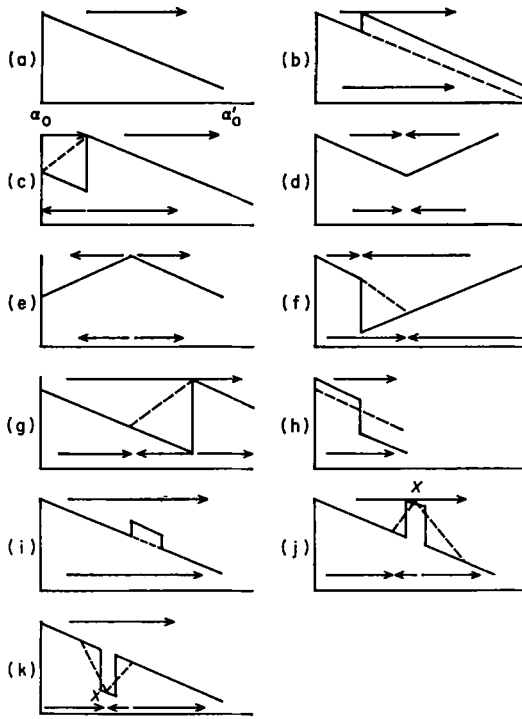 (a)
(b)
α₀ α₀′
(c)
(d)
(e)
(f)
(g)
(h)
X
(i)
(j)
(k)
X